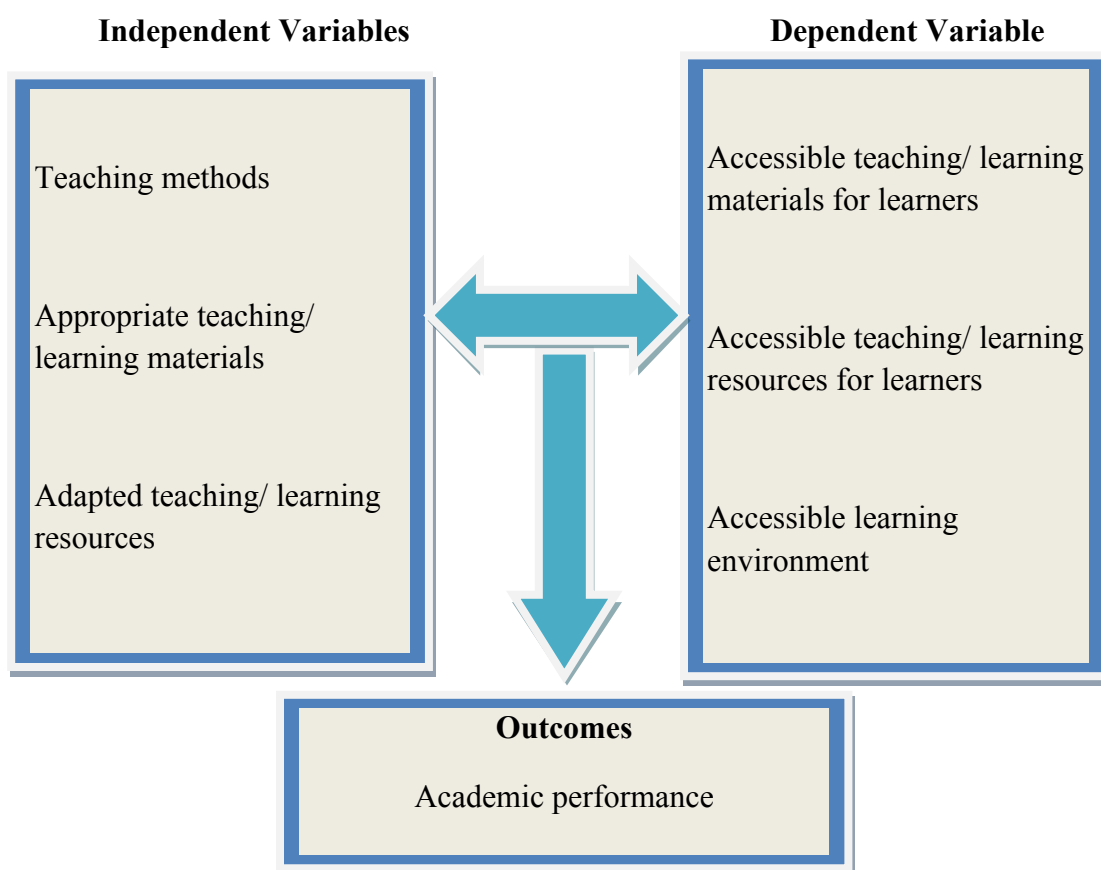 Independent Variables
Teaching methods
Appropriate teaching/
learning materials
Adapted teaching/ learning
resources
Dependent Variable
Accessible teaching/ learning
materials for learners
Accessible teaching/ learning
resources for learners
Accessible learning
environment
Outcomes
Academic performance